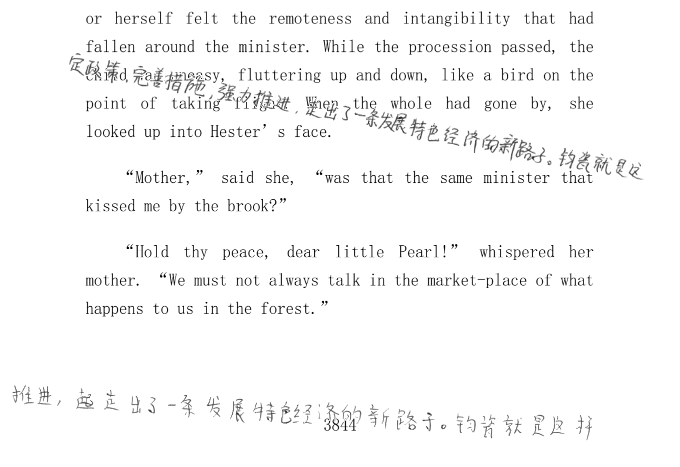 or herself felt the remoteness and intangibility that had
fallen around the minister. While the procession passed, the
child was uneasy, fluttering up and down, like a bird on the
定政策、完善措施,强力推进,走出了一条发展特色经济的新路子。钧瓷就是这
point of taking flight. When the whole had gone by, she
looked up into Hester’s face.
“Mother,” said she, “was that the same minister that
kissed me by the brook?”
“Hold thy peace, dear little Pearl!” whispered her
mother. “We must not always talk in the market-place of what
happens to us in the forest.”
推进, 走出了一条发展特色经济的新路子。钧瓷就是这
3844